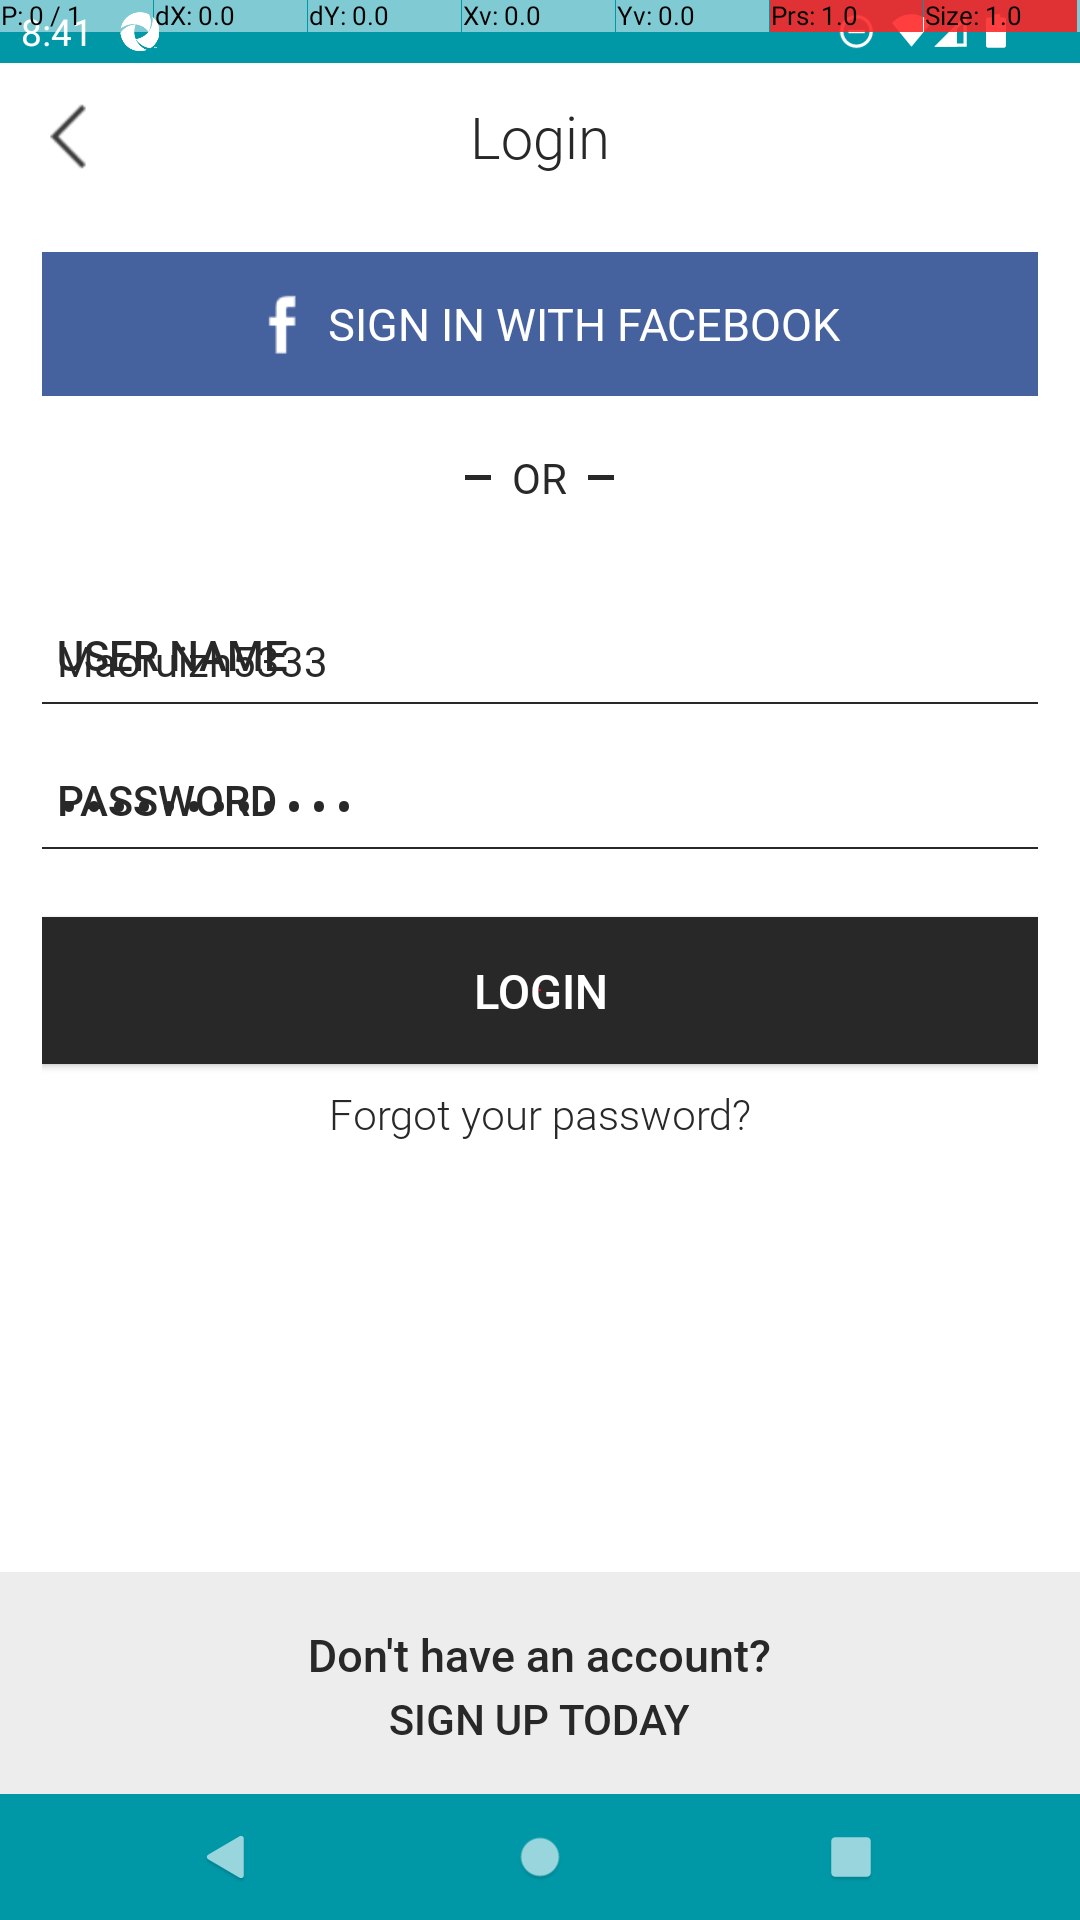 P: 0 / 1 dX: 0.0 dY: 0.0 Xv: 0.0 Yv: 0.0 Prs: 1.0 Size: 1.0
8:41
Login
f SIGN IN WITH FACEBOOK
– OR –
USER NAME
PASSWORD
LOGIN
Forgot your password?
Don't have an account?
SIGN UP TODAY